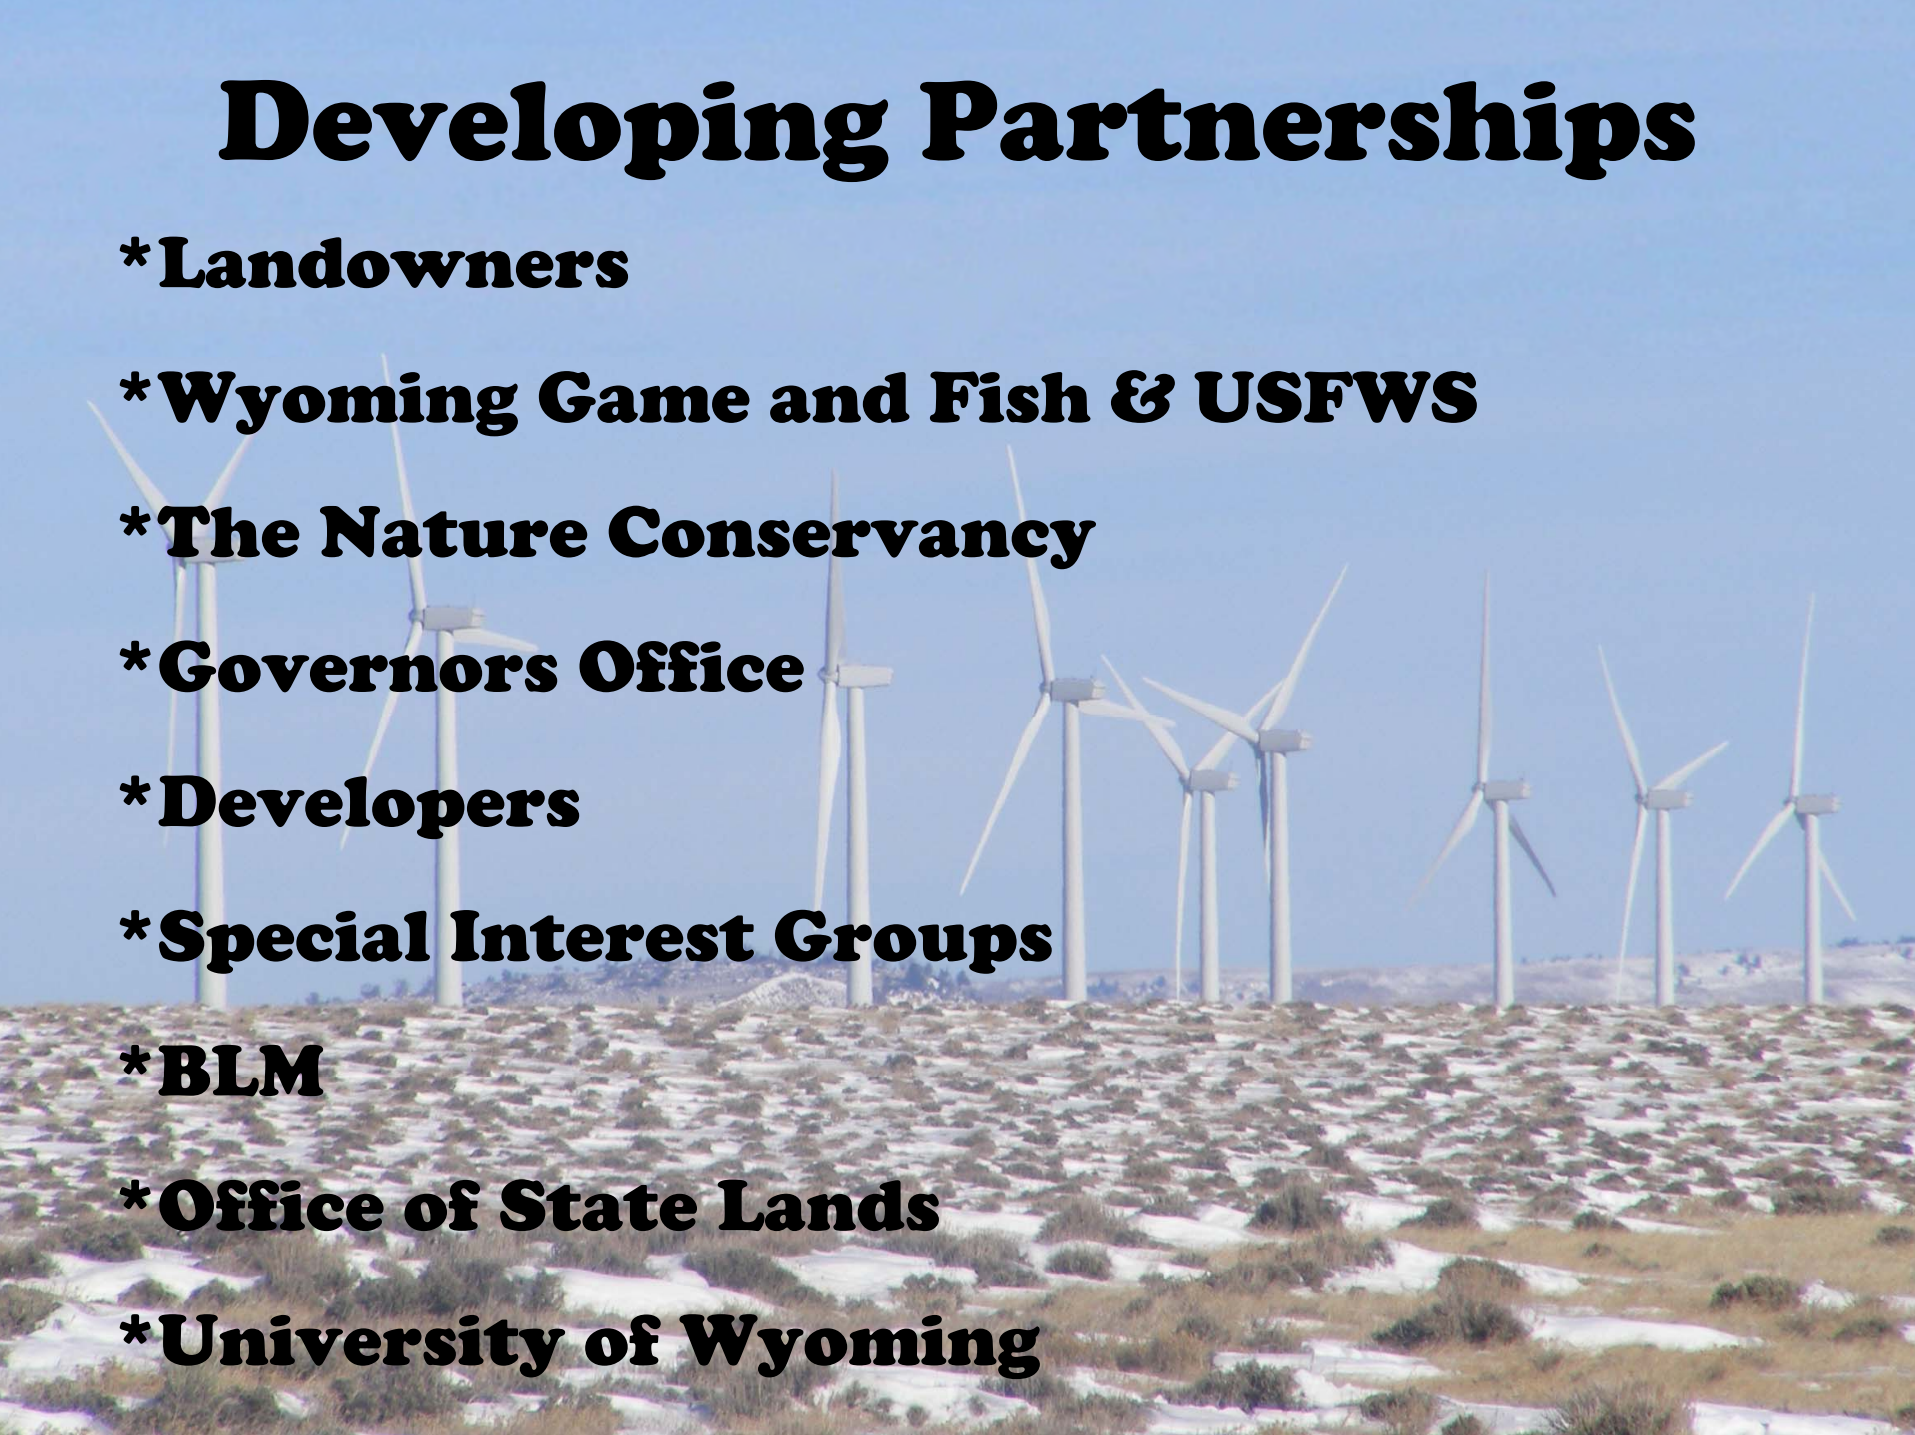 Developing Partnerships
*Landowners
*Wyoming Game and Fish & USFWS
*The Nature Conservancy
*Governors Office
*Developers
*Special Interest Groups
*BLM
*Office of State Lands
*University of Wyoming